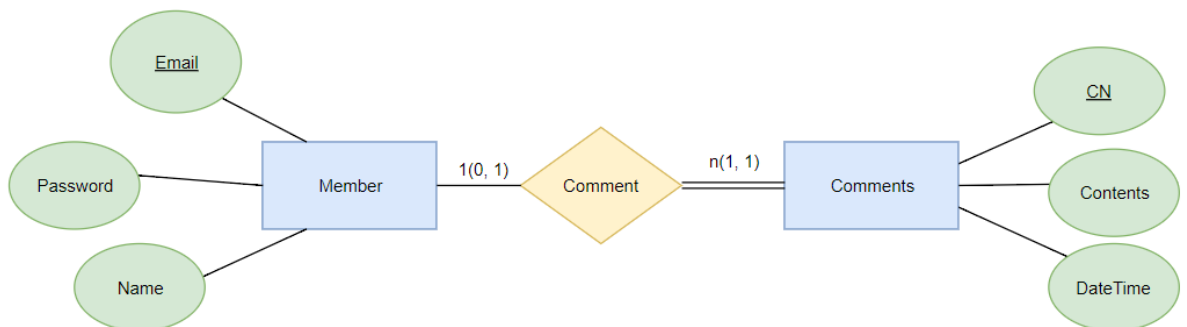 Email
Password
Name
Member
1(0, 1)
Comment
n(1, 1)
Comments
CN
Contents
DateTime